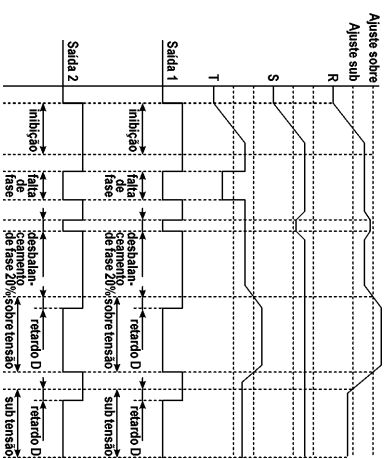 Ajuste sobre
Ajuste sub
R
S
T
Saída 1
inibição
falta
de
fase
desbalan-
ceamento
de fase 20%
retardo D
sobre tensão
retardo D
sub tensão
Saída 2
inibição
falta
de
fase
desbalan-
ceamento
de fase 20%
retardo D
sobre tensão
retardo D
sub tensão